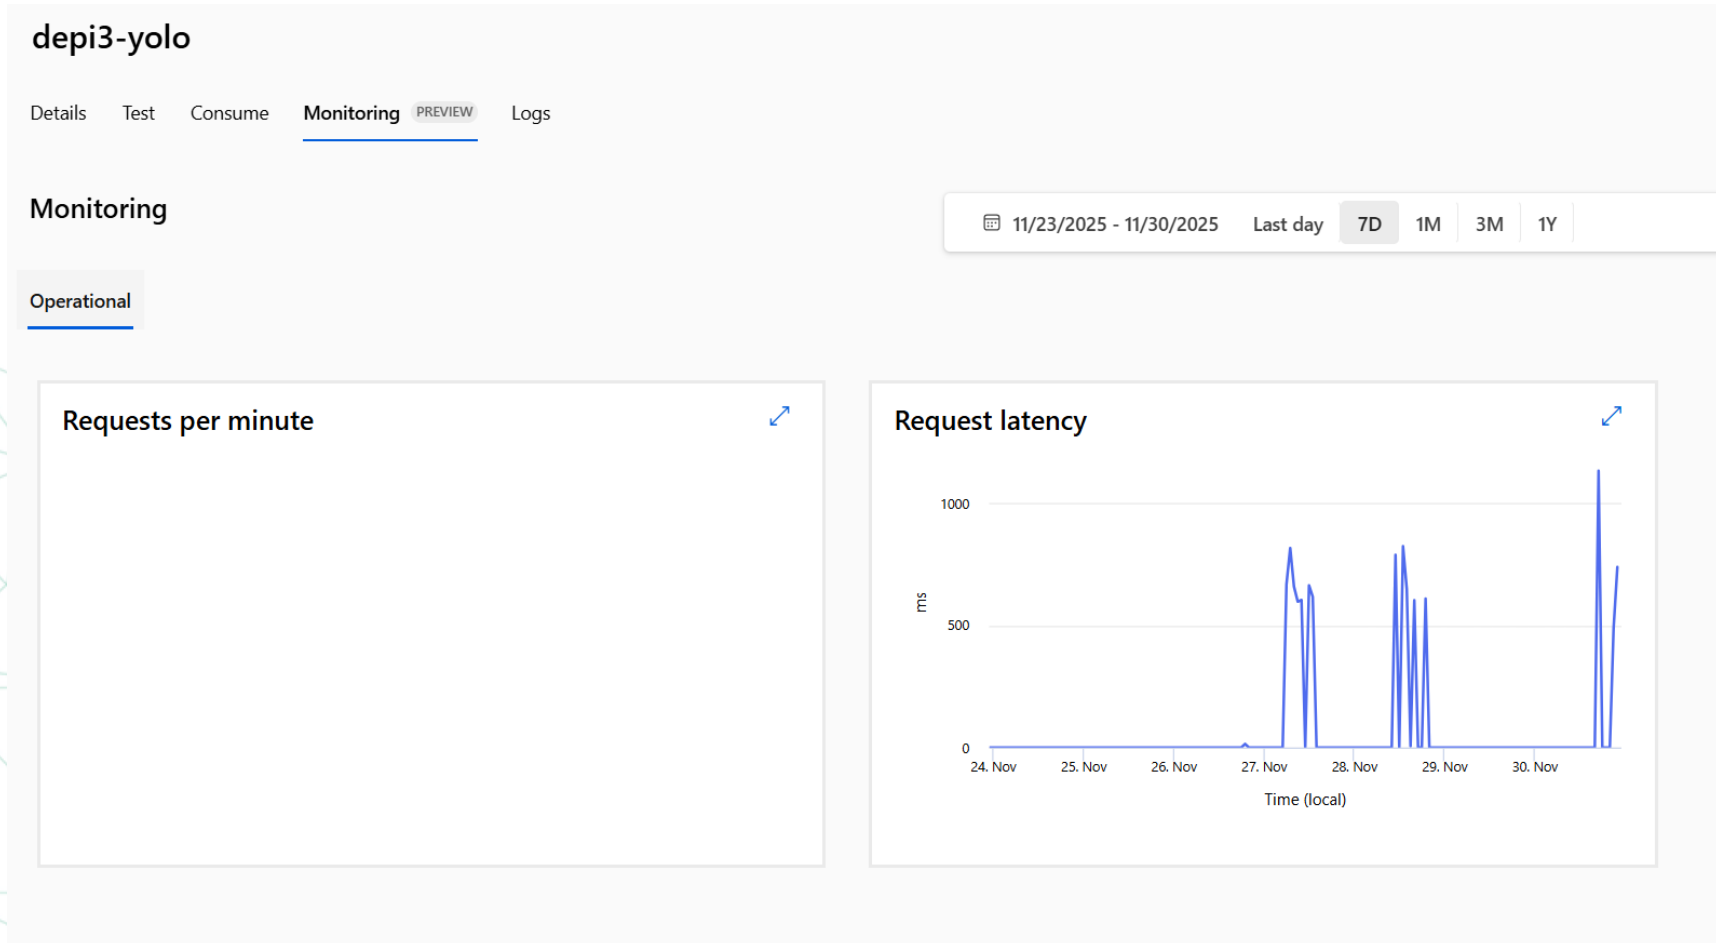 depi3-yolo
Details Test Consume Monitoring PREVIEW Logs
Monitoring
11/23/2025 - 11/30/2025 Last day 7D 1M 3M 1Y
Operational
Requests per minute
Request latency
1000
500
0
ms
24. Nov 25. Nov 26. Nov 27. Nov 28. Nov 29. Nov 30. Nov
Time (local)